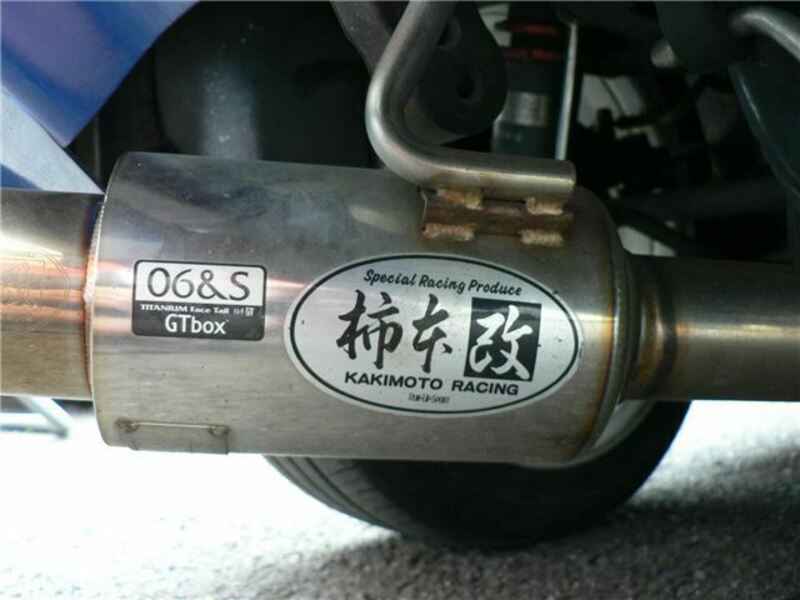 06&S
TITANIUM Face Tail
GTbox
Special Racing Produce
柿本改
KAKIMOTO RACING